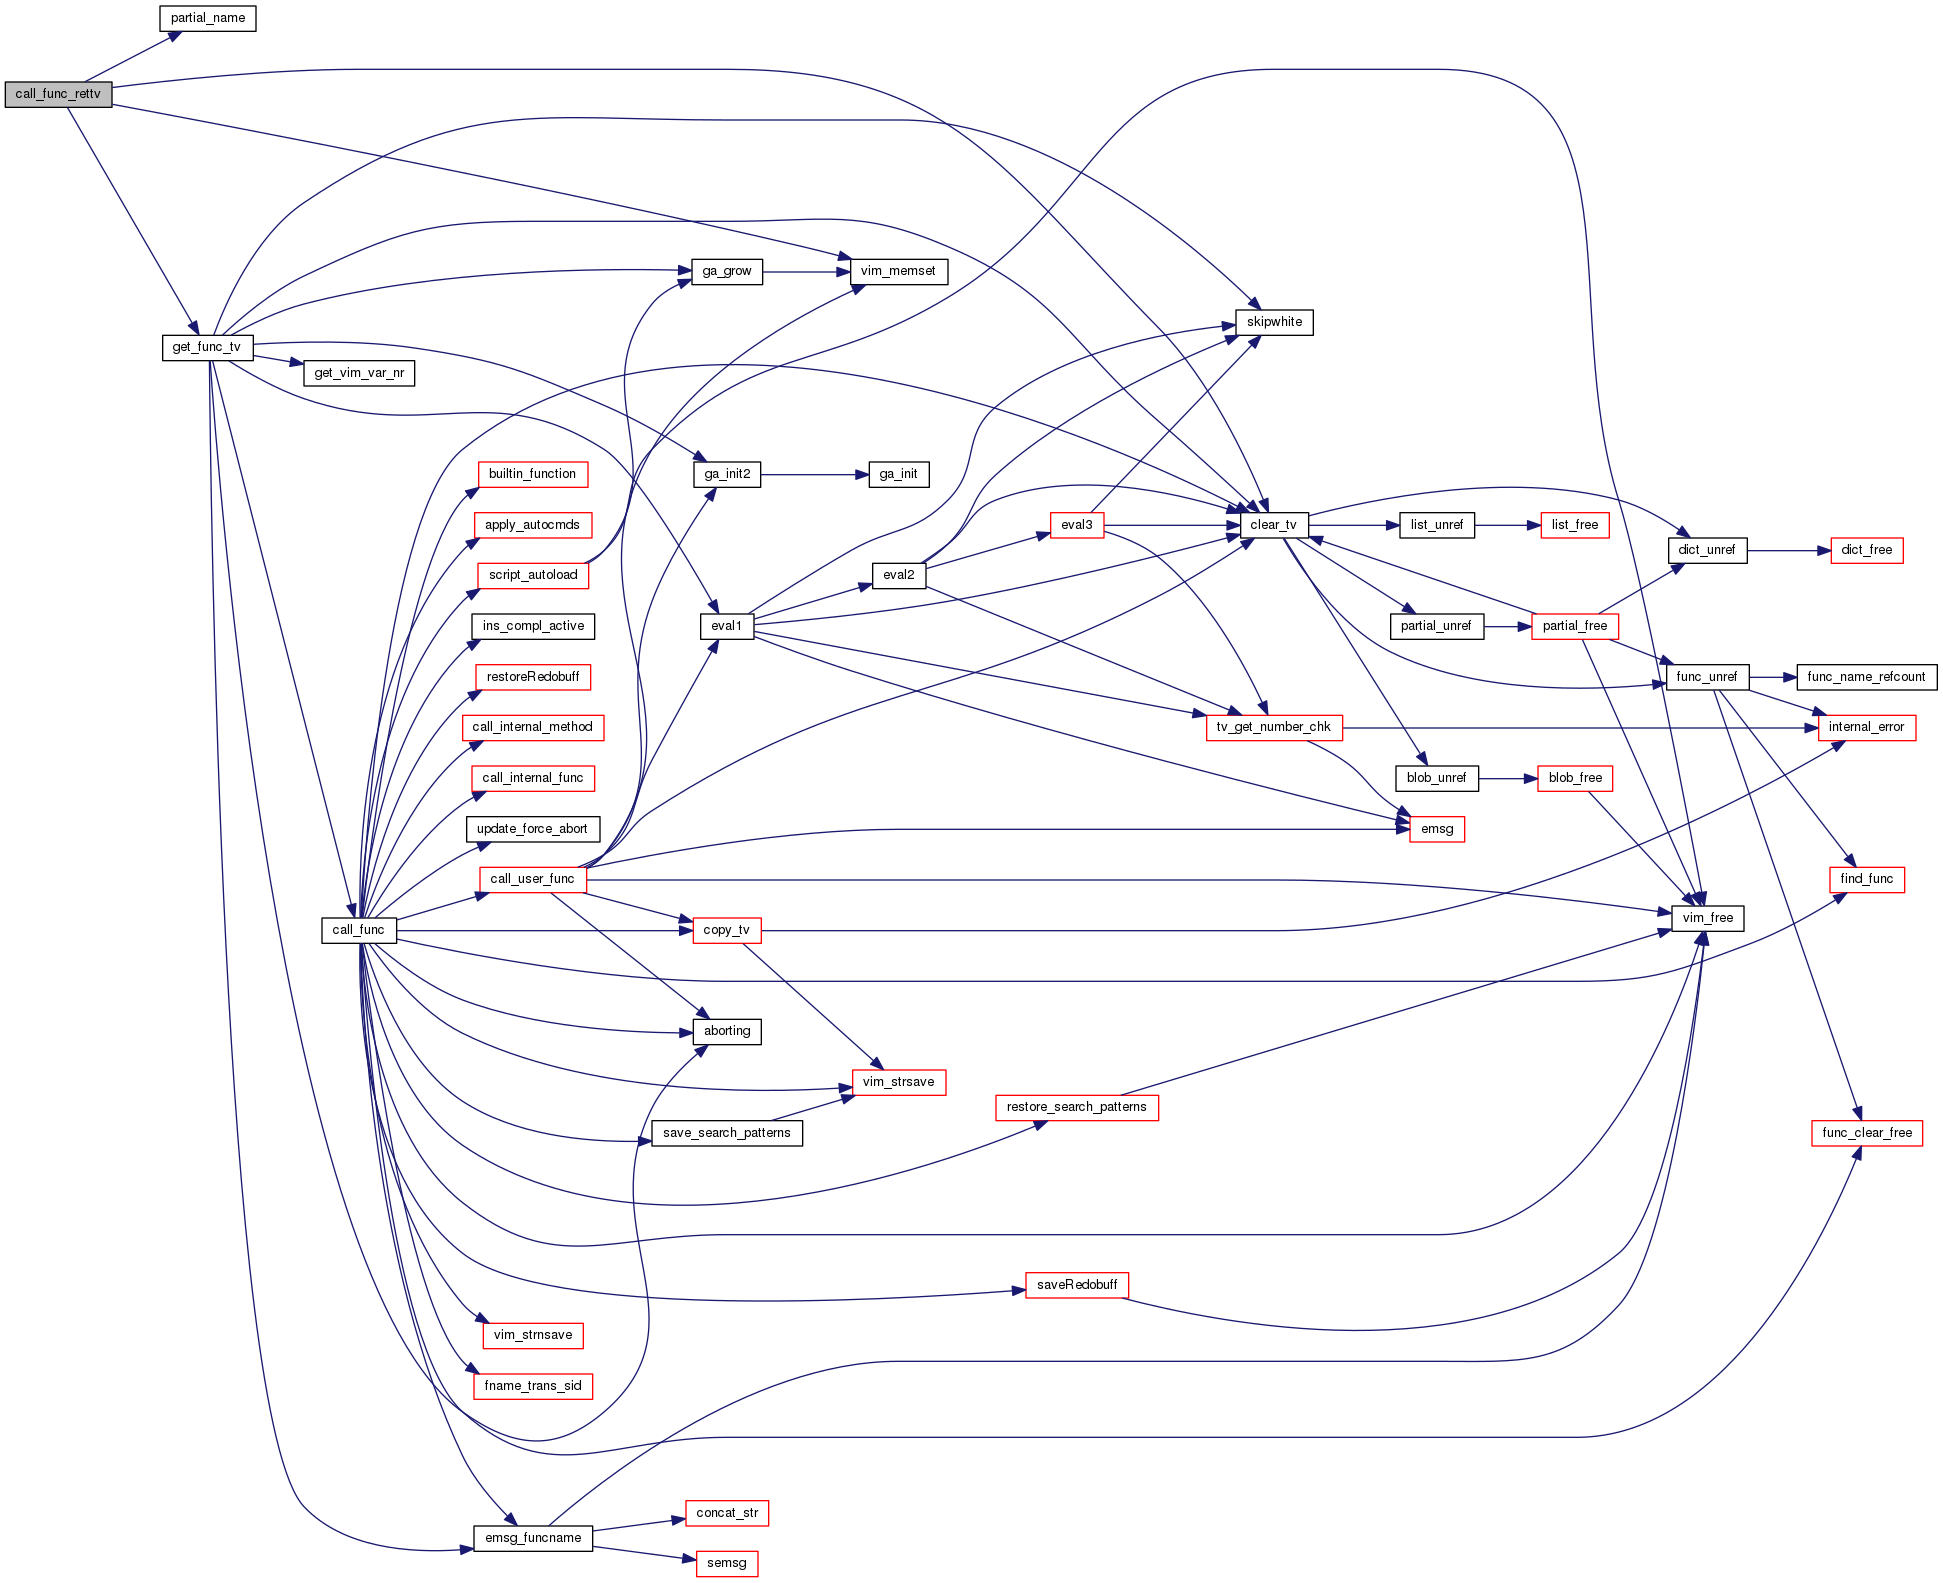 partial_name
call_func_rettv
ga_grow
vim_memset
skipwhite
get_func_tv
get_vim_var_nr
builtin_function
ga_init2
ga_init
apply_autocmds
eval3
clear_tv
list_unref
list_free
dict_unref
dict_free
script_autoload
eval2
ins_compl_active
eval1
partial_unref
partial_free
restoreRedobuff
func_unref
func_name_refcount
call_internal_method
tv_get_number_chk
internal_error
call_internal_func
blob_unref
blob_free
update_force_abort
emsg
call_user_func
find_func
call_func
copy_tv
vim_free
aborting
vim_strsave
restore_search_patterns
save_search_patterns
func_clear_free
saveRedobuff
vim_strnsave
fname_trans_sid
concat_str
emsg_funcname
semsg